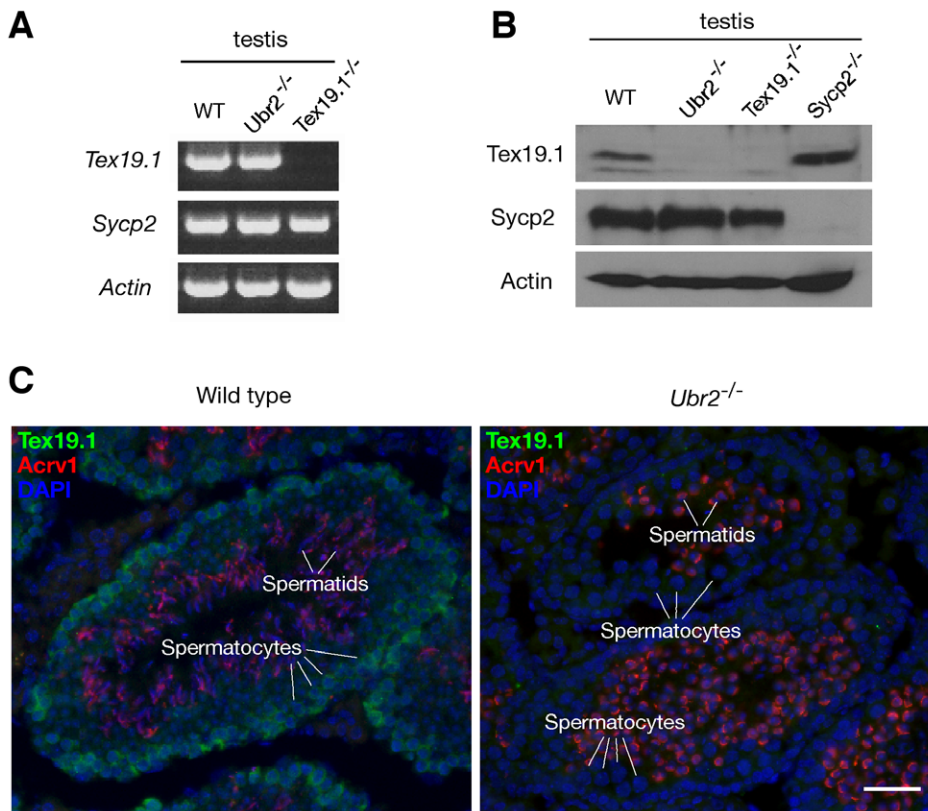 A
testis
WT
Ubr2-/-
Tex19.1-/-
Tex19.1
Sycp2
Actin
B
testis
WT
Ubr2-/-
Tex19.1-/-
Sycp2-/-
Tex19.1
Sycp2
Actin
C
Wild type
Tex19.1
Acrv1
DAPI
Spermatids
Spermatocytes
Ubr2-/-
Tex19.1
Acrv1
DAPI
Spermatids
Spermatocytes
Spermatocytes